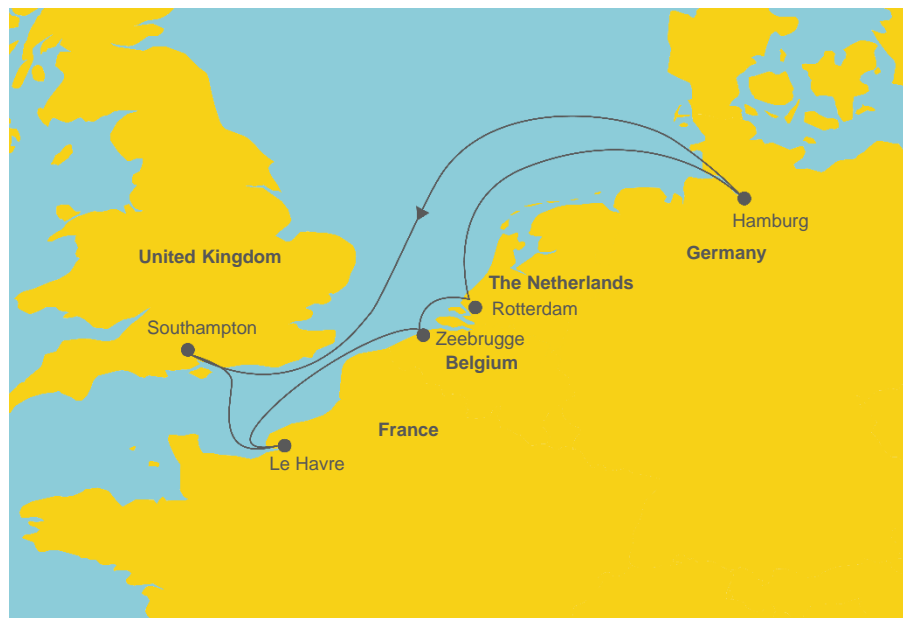 Hamburg
Germany
United Kingdom
The Netherlands
Rotterdam
Southampton
Zeebrugge
Belgium
France
Le Havre